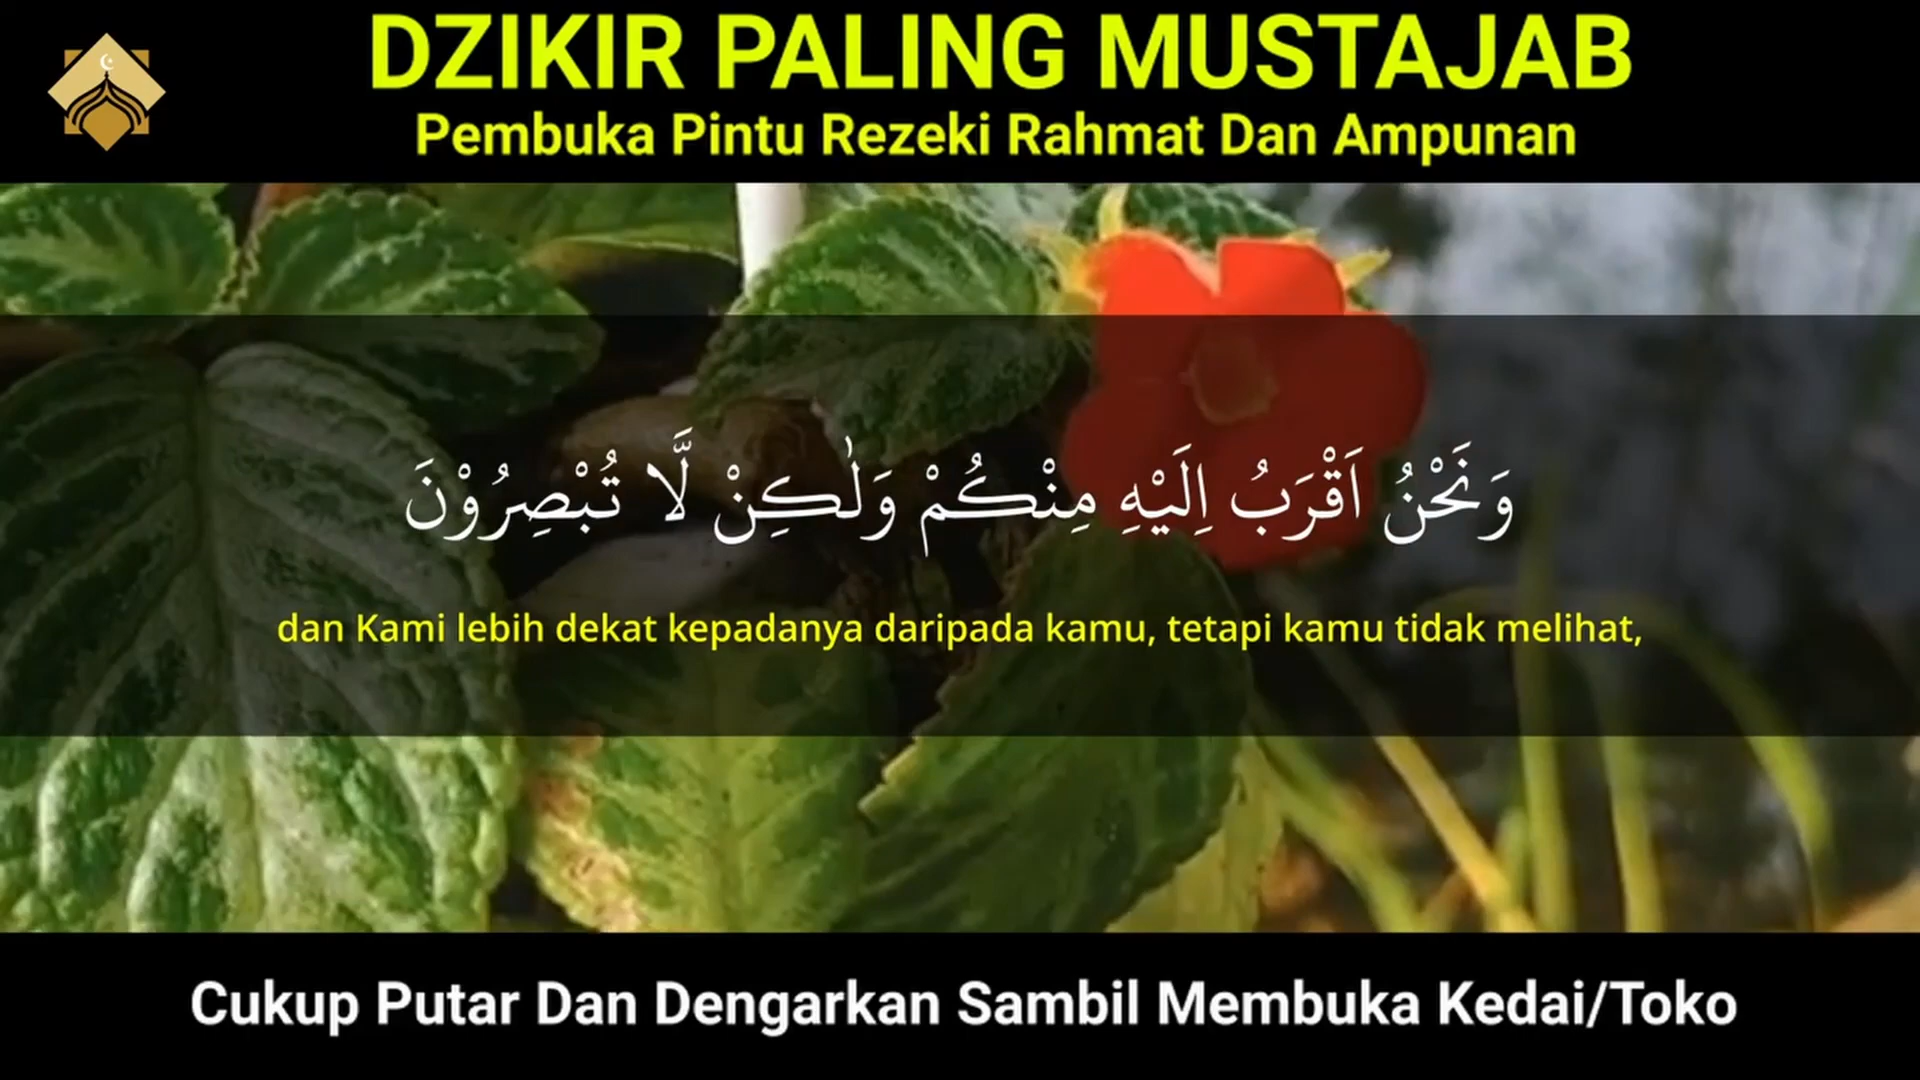 DZIKIR PALING MUSTAJAB
Pembuka Pintu Rezeki Rahmat Dan Ampunan
وَنَحْنُ اَقْرَبُ اِلَيْهِ مِنْكُمْ وَلٰكِنْ لَّا تُبْصِرُوْنَ
dan Kami lebih dekat kepadanya daripada kamu, tetapi kamu tidak melihat,
Cukup Putar Dan Dengarkan Sambil Membuka Kedai/Toko